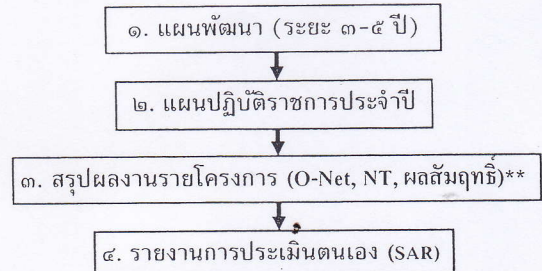 ๑. แผนพัฒนา (ระยะ ๓-๕ ปี)
๒. แผนปฏิบัติราชการประจำปี
๓. สรุปผลงานรายโครงการ (O-Net, NT, ผลสัมฤทธิ์)**
๔. รายงานการประเมินตนเอง (SAR)